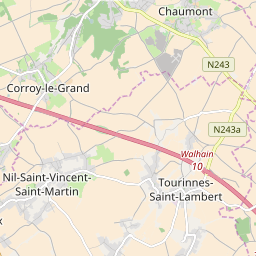 Chaumont
N243
Corroy-le-Grand
N243a
Walhain
10
Nil-Saint-Vincent-
Saint-Martin
Tourinnes-
Saint-Lambert
x